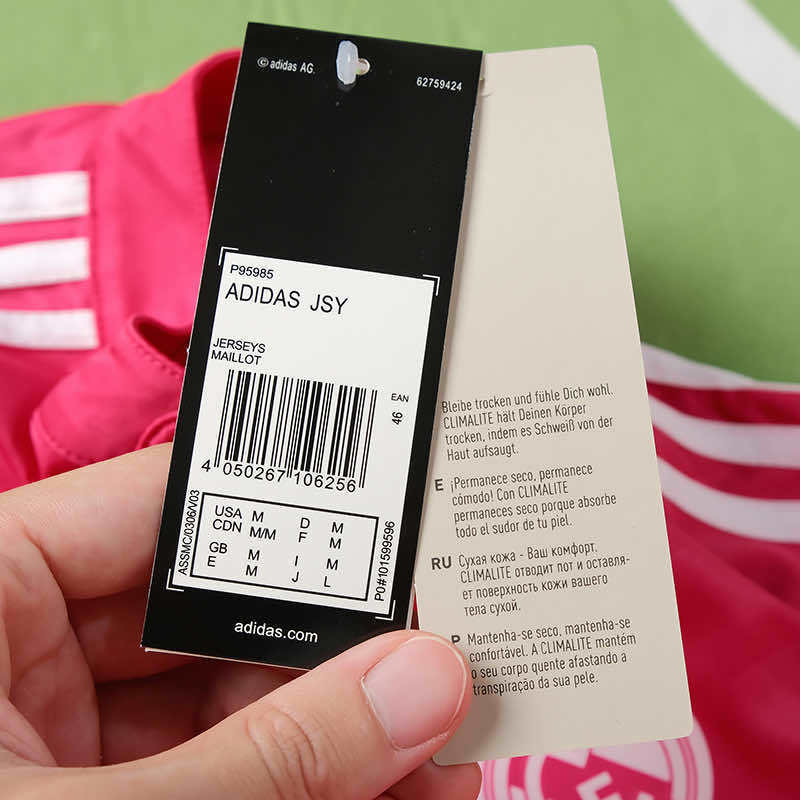 © adidas AG.
62759424
P95985
ADIDAS JSY
JERSEYS
MAILLOT
EAN
46
4 050267 106256
USA M D M
CDN M/M F M
GB M I M
E M J L
ASSMC/0306/V03
PO#101599596
adidas.com
Bleibe trocken und fühle Dich wohl.
CLIMALITE hält Deinen Körper
trocken, indem es Schweiß von der
Haut aufsaugt.
E ¡Permanece seco, permanece
cómodo! Con CLIMALITE
permaneces seco porque absorbe
todo el sudor de tu piel.
RU Сухая кожа - Ваш комфорт.
CLIMALITE отводит пот и оставля-
ет поверхность кожи вашего
тела сухой.
P Mantenha-se seco, mantenha-se
confortável. A CLIMALITE mantém
o seu corpo quente afastando a
transpiração da sua pele.